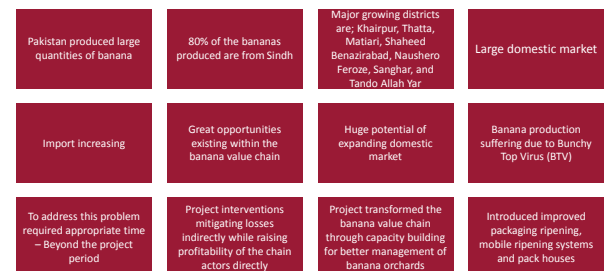 Pakistan produced large
quantities of banana
80% of the bananas
produced are from Sindh
Major growing districts
are; Khairpur, Thatta,
Matiari, Shaheed
Benazirabad, Naushero
Feroze, Sanghar, and
Tando Allah Yar
Large domestic market
Import increasing
Great opportunities
existing within the
banana value chain
Huge potential of
expanding domestic
market
Banana production
suffering due to Bunchy
Top Virus (BTV)
To address this problem
required appropriate time
– Beyond the project
period
Project interventions
mitigating losses
indirectly while raising
profitability of the chain
actors directly
Project transformed the
banana value chain
through capacity building
for better management of
banana orchards
Introduced improved
packaging ripening,
mobile ripening systems
and pack houses